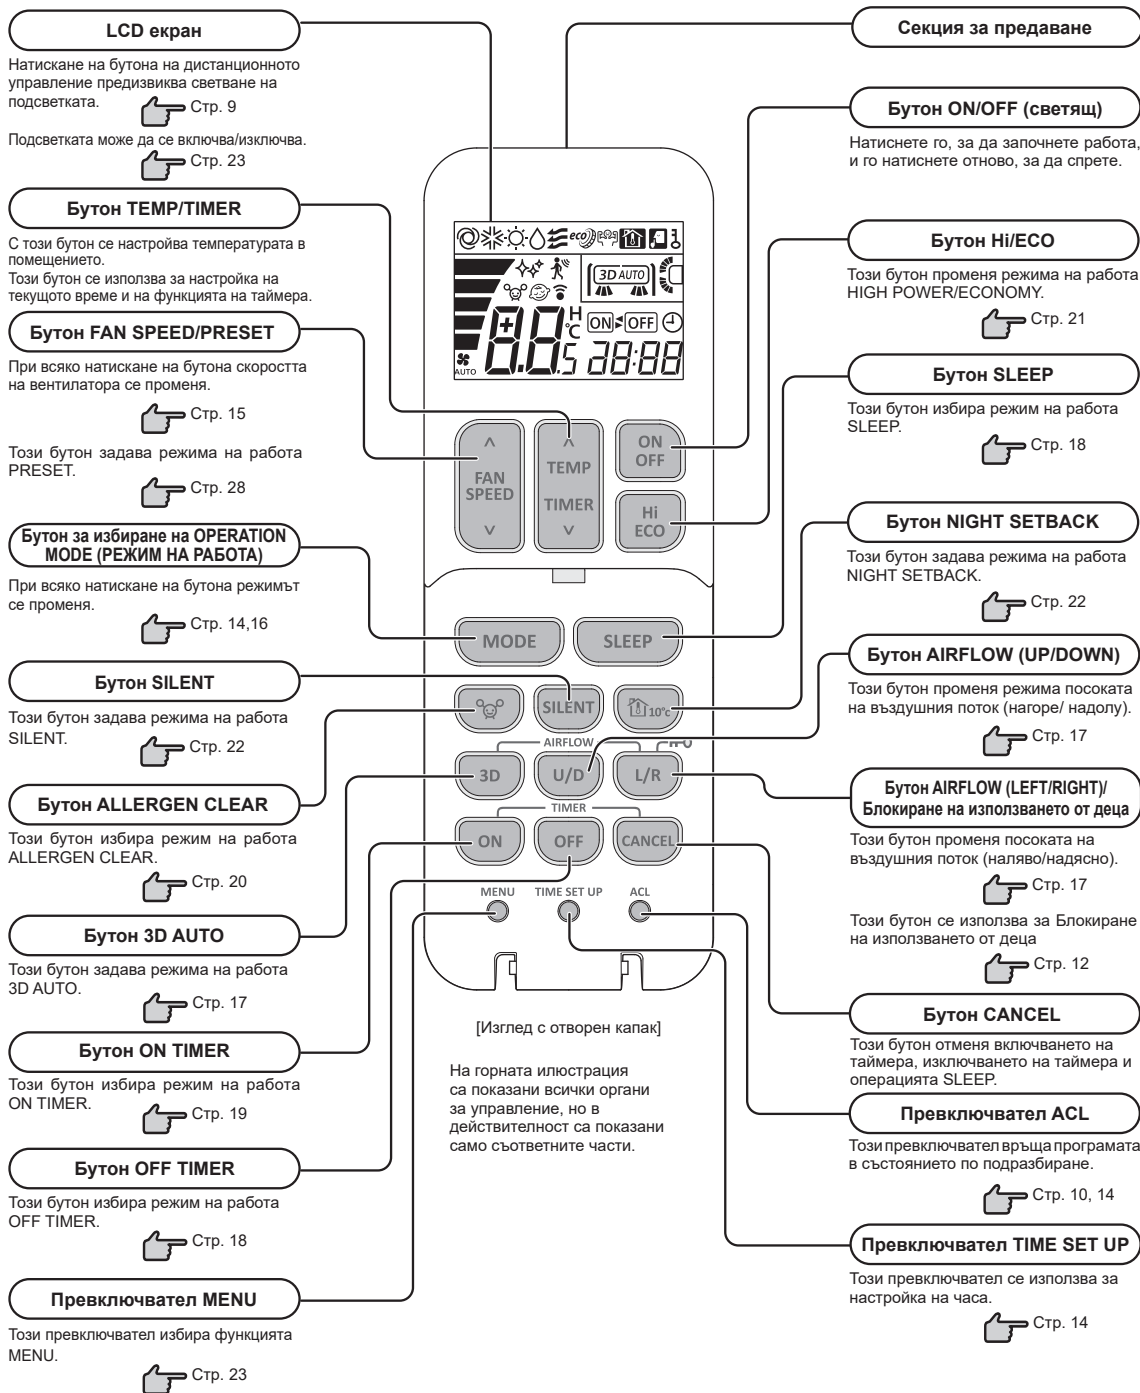 LCD екран
Натискане на бутона на дистанционното
управление предизвиква светване на
подсветката.
Стр. 9
Подсветката може да се включва/изключва.
Стр. 23
Бутон TEMP/TIMER
С този бутон се настройва температурата в
помещението.
Този бутон се използва за настройка на
текущото време и на функцията на таймера.
Бутон FAN SPEED/PRESET
При всяко натискане на бутона скоростта
на вентилатора се променя.
Стр. 15
Този бутон задава режима на работа
PRESET.
Стр. 28
Бутон за избиране на OPERATION
MODE (РЕЖИМ НА РАБОТА)
При всяко натискане на бутона режимът
се променя.
Стр. 14,16
Бутон SILENT
Този бутон задава режима на работа
SILENT.
Стр. 22
Бутон ALLERGEN CLEAR
Този бутон избира режим на работа
ALLERGEN CLEAR.
Стр. 20
Бутон 3D AUTO
Този бутон задава режима на работа
3D AUTO.
Стр. 17
Бутон ON TIMER
Този бутон избира режим на работа
ON TIMER.
Стр. 19
Бутон OFF TIMER
Този бутон избира режим на работа
OFF TIMER.
Стр. 18
Превключвател MENU
Този превключвател избира функцията
MENU.
Стр. 23
eco
3D AUTO
H
°C
ON OFF
AUTO
8.8.5 28:88
FAN
SPEED
TEMP
TIMER
ON
OFF
Hi
ECO
MODE
SLEEP
SILENT
10°c
AIRFLOW
3D
U/D
L/R
TIMER
ON
OFF
CANCEL
MENU
TIME SET UP
ACL
[Изглед с отворен капак]
На горната илюстрация
са показани всички органи
за управление, но в
действителност са показани
само съответните части.
Секция за предаване
Бутон ON/OFF (светящ)
Натиснете го, за да започнете работа,
и го натиснете отново, за да спрете.
Бутон Hi/ECO
Този бутон променя режима на работа
HIGH POWER/ECONOMY.
Стр. 21
Бутон SLEEP
Този бутон избира режим на работа
SLEEP.
Стр. 18
Бутон NIGHT SETBACK
Този бутон задава режима на работа
NIGHT SETBACK.
Стр. 22
Бутон AIRFLOW (UP/DOWN)
Този бутон променя режима посоката
на въздушния поток (нагоре/ надолу).
Стр. 17
Бутон AIRFLOW (LEFT/RIGHT)/
Блокиране на използването от деца
Този бутон променя посоката на
въздушния поток (наляво/надясно).
Стр. 17
Този бутон се използва за Блокиране
на използването от деца
Стр. 12
Бутон CANCEL
Този бутон отменя включването на
таймера, изключването на таймера и
операцията SLEEP.
Превключвател ACL
Този превключвател връща програмата
в състоянието по подразбиране.
Стр. 10, 14
Превключвател TIME SET UP
Този превключвател се използва за
настройка на часа.
Стр. 14